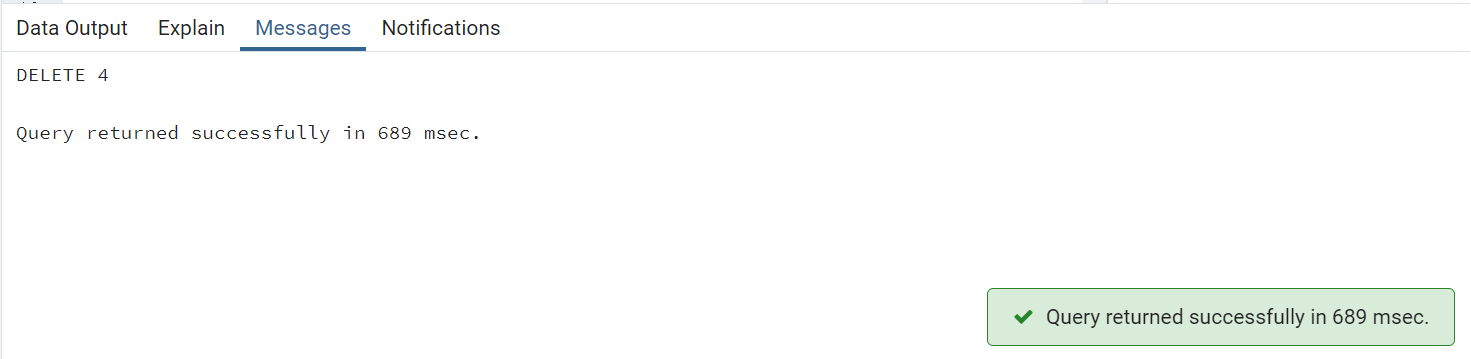 Data Output Explain Messages Notifications
DELETE 4
Query returned successfully in 689 msec.
Query returned successfully in 689 msec.